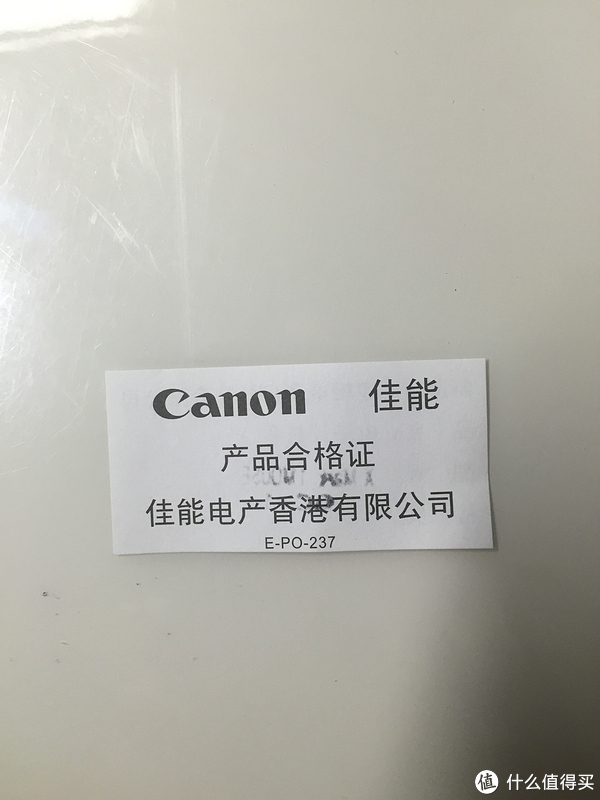 Canon 佳能
产品合格证
佳能电产香港有限公司
E-PO-237
值 什么值得买